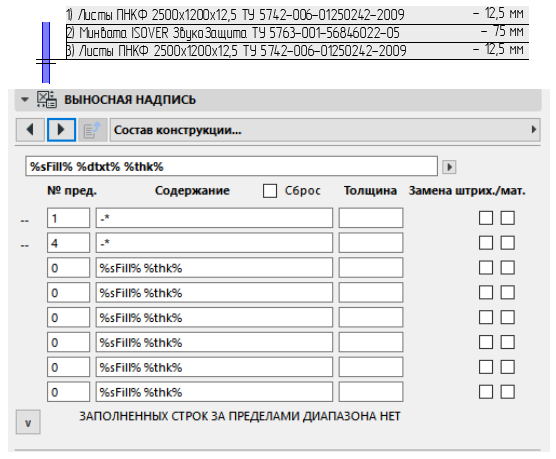 1) Листы ПНКФ 2500х1200х12,5 ТУ 5742-006-01250242-2009 - 12,5 мм
2) Минвата ISOVER ЗвукоЗащита ТУ 5763-001-56846022-05 - 75 мм
3) Листы ПНКФ 2500х1200х12,5 ТУ 5742-006-01250242-2009 - 12,5 мм
ВЫНОСНАЯ НАДПИСЬ
Состав конструкции...
%sFill% %dtxt% %thk%
№ пред. Содержание Сброс Толщина Замена штрих./мат.
-- 1 -*
-- 4 -*
0 %sFill% %thk%
0 %sFill% %thk%
0 %sFill% %thk%
0 %sFill% %thk%
0 %sFill% %thk%
0 %sFill% %thk%
v ЗАПОЛНЕННЫХ СТРОК ЗА ПРЕДЕЛАМИ ДИАПАЗОНА НЕТ